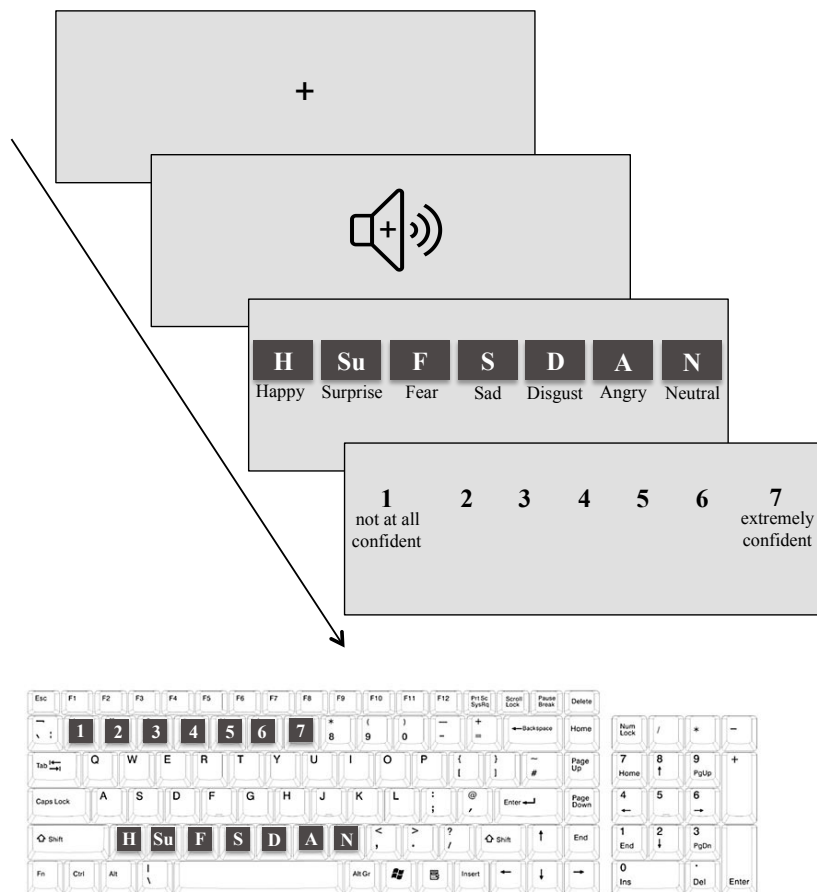 +
+
H Su F S D A N
Happy Surprise Fear Sad Disgust Angry Neutral
1 2 3 4 5 6 7
not at all confident extremely confident
Esc F1 F2 F3 F4 F5 F6 F7 F8 F9 F10 F11 F12 Prt Sc SysRq Scroll Lock Pause Break Delete
1 2 3 4 5 6 7 * 8 ( 9 ) 0 — - + = Backspace Home Num Lock / * -
Tab Q W E R T Y U I O P { [ } ] ~ # Page Up 7 Home 8 ↑ 9 PgUp +
Caps Lock A S D F G H J K L : ; @ , Enter Page Down 4 ← 5 6 →
Shift H Su F S D A N < , > . ? / Shift ↑ End 1 End 2 ↓ 3 PgDn
Fn Ctrl Alt | \ Alt Gr Insert ← ↓ → 0 Ins . Del Enter